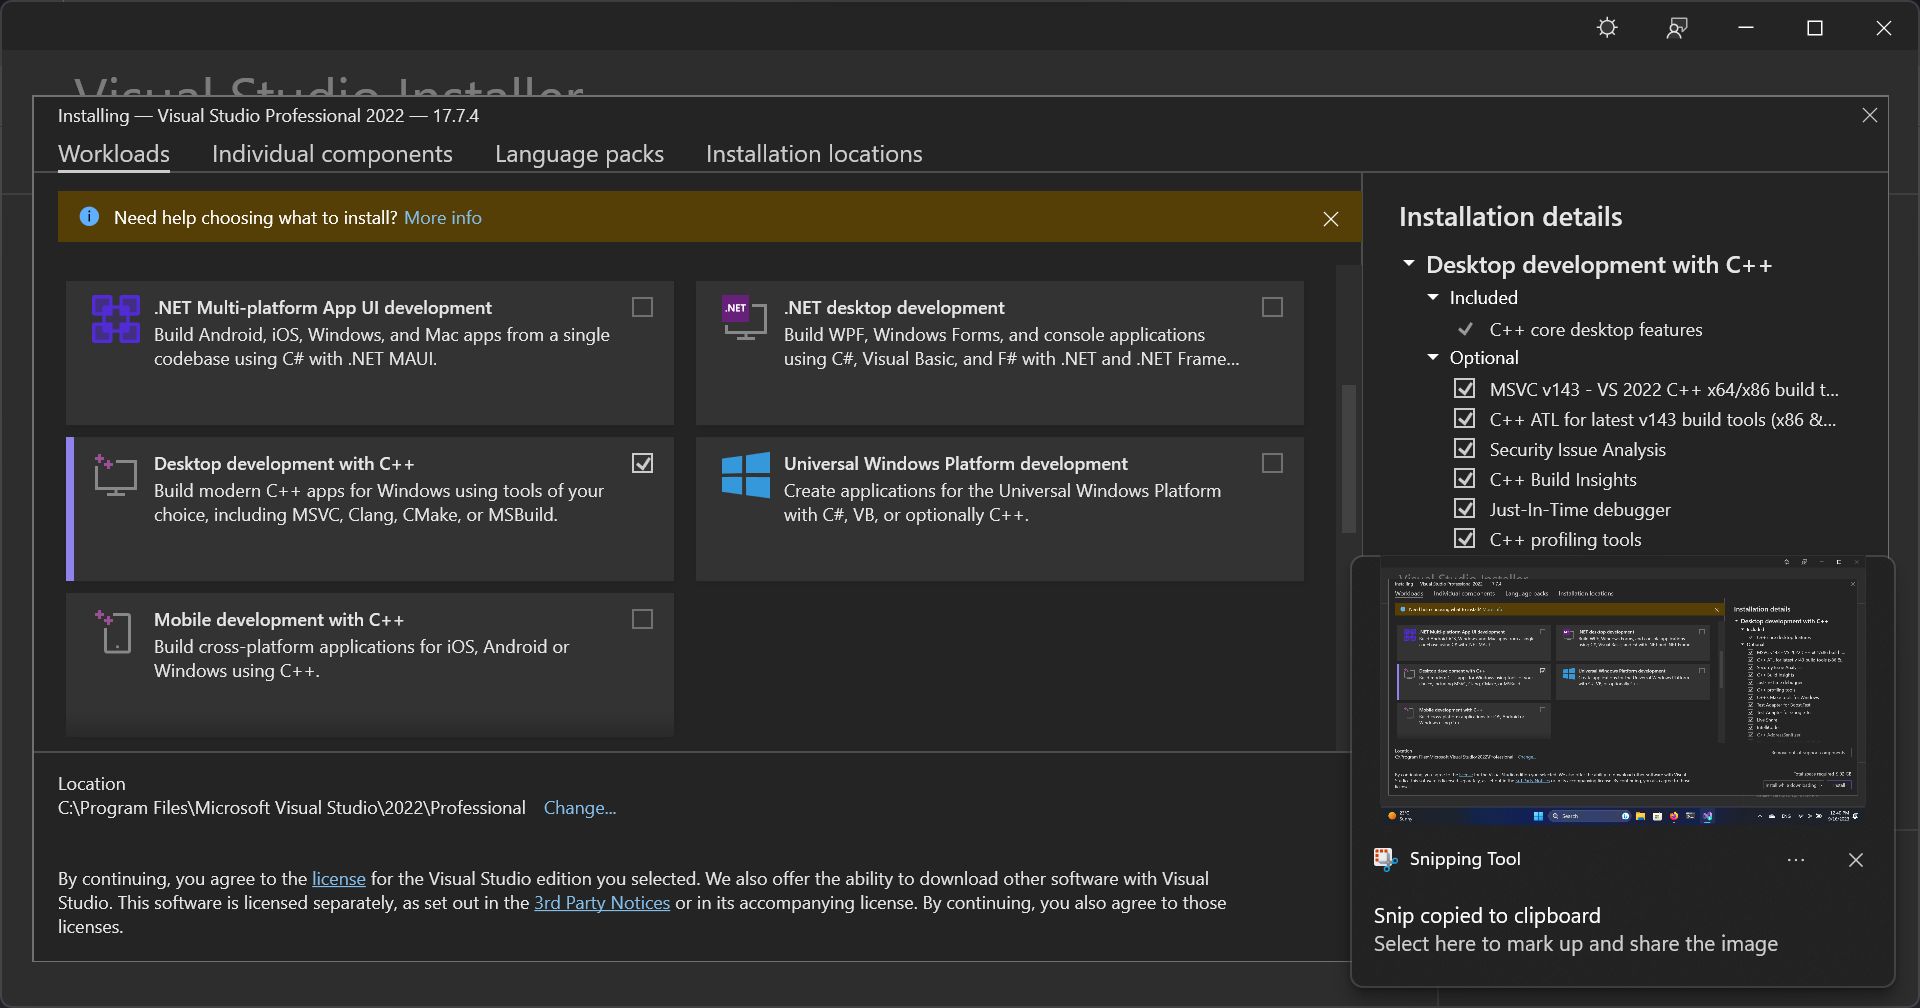 Visual Studio Installer
Installing — Visual Studio Professional 2022 — 17.7.4
Workloads
Individual components
Language packs
Installation locations
Need help choosing what to install? More info
.NET Multi-platform App UI development
Build Android, iOS, Windows, and Mac apps from a single
codebase using C# with .NET MAUI.
.NET
.NET desktop development
Build WPF, Windows Forms, and console applications
using C#, Visual Basic, and F# with .NET and .NET Frame...
Desktop development with C++
Build modern C++ apps for Windows using tools of your
choice, including MSVC, Clang, CMake, or MSBuild.
Universal Windows Platform development
Create applications for the Universal Windows Platform
with C#, VB, or optionally C++.
Mobile development with C++
Build cross-platform applications for iOS, Android or
Windows using C++.
Location
C:\Program Files\Microsoft Visual Studio\2022\Professional Change...
By continuing, you agree to the license for the Visual Studio edition you selected. We also offer the ability to download other software with Visual
Studio. This software is licensed separately, as set out in the 3rd Party Notices or in its accompanying license. By continuing, you also agree to those
licenses.
Installation details
Desktop development with C++
Included
C++ core desktop features
Optional
MSVC v143 - VS 2022 C++ x64/x86 build t...
C++ ATL for latest v143 build tools (x86 &...
Security Issue Analysis
C++ Build Insights
Just-In-Time debugger
C++ profiling tools
Snipping Tool
Snip copied to clipboard
Select here to mark up and share the image